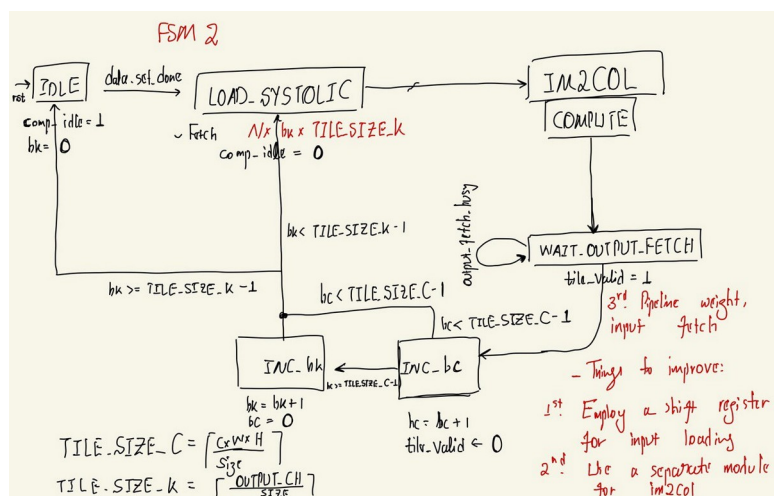 FSM 2
rst
IDLE
data_set_done
LOAD_SYSTOLIC
IM2COL
COMPUTE
comp_idle = 1
bk = 0
Fetch N x bk x TILE_SIZE_K
comp_idle = 0
output_fetch_busy
WAIT_OUTPUT_FETCH
tile_valid = 1
bk < TILE_SIZE_K-1
bk >= TILE_SIZE_K-1
bc < TILE_SIZE_C-1
bc < TILE_SIZE_C-1
3rd! Pipeline weight,
input fetch
INC_bk
>= TILE_SIZE_C-1
INC_bc
- Things to improve:
bk = bk+1
bc = 0
bc = bc + 1
tile_valid ← 0
1st! Employ a shift register
for input loading
2nd! Use a separate module
for im2col
TILE_SIZE_C = ⌈CxWxH / Size⌉
TILE_SIZE_K = ⌈OUTPUT_CH / SIZE⌉